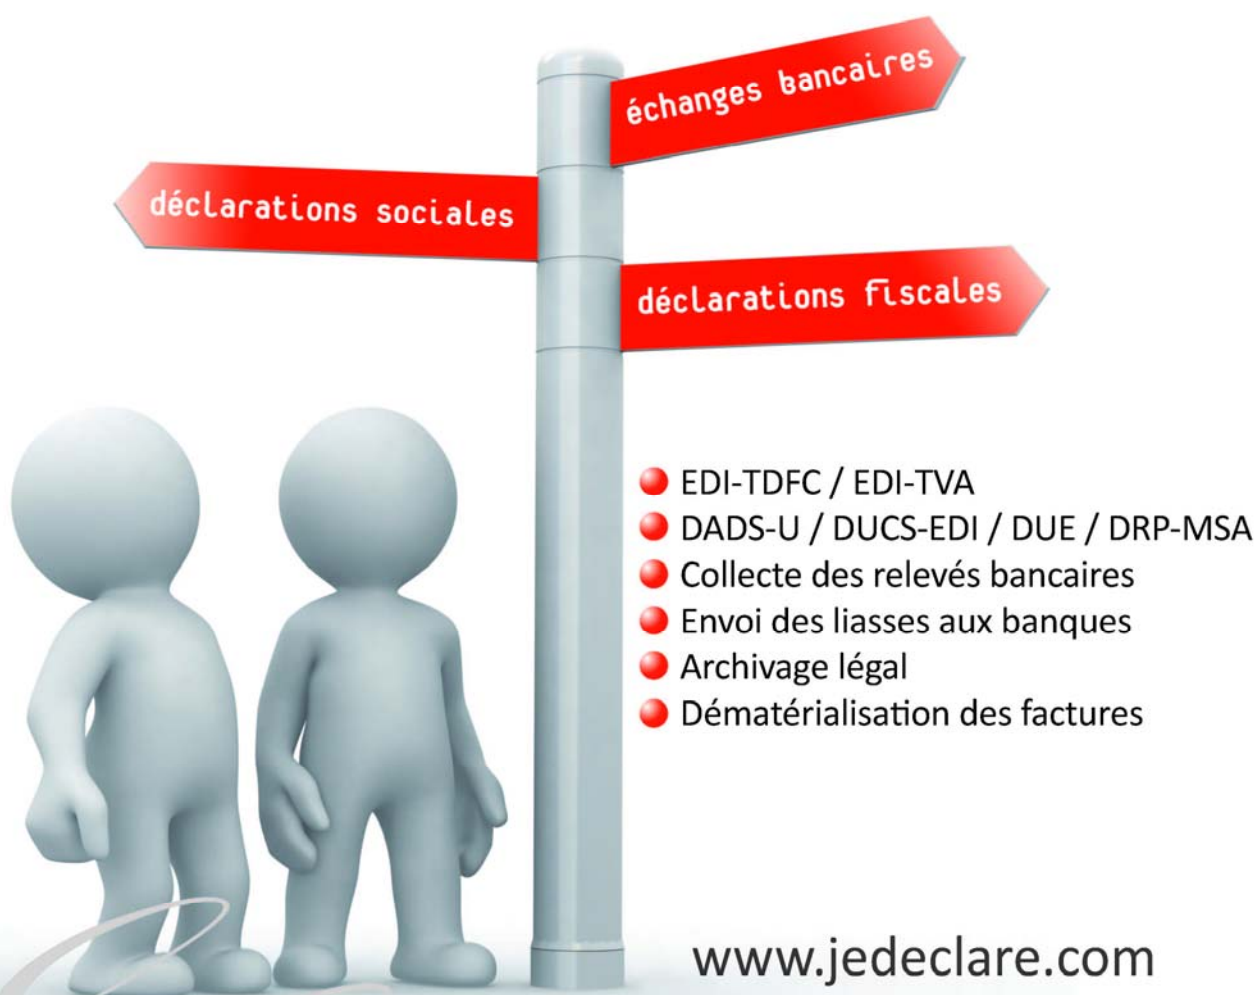 échanges bancaires
déclarations sociales
déclarations fiscales
EDI-TDFC / EDI-TVA
DADS-U / DUCS-EDI / DUE / DRP-MSA
Collecte des relevés bancaires
Envoi des liasses aux banques
Archivage légal
Dématérialisation des factures
www.jedeclare.com